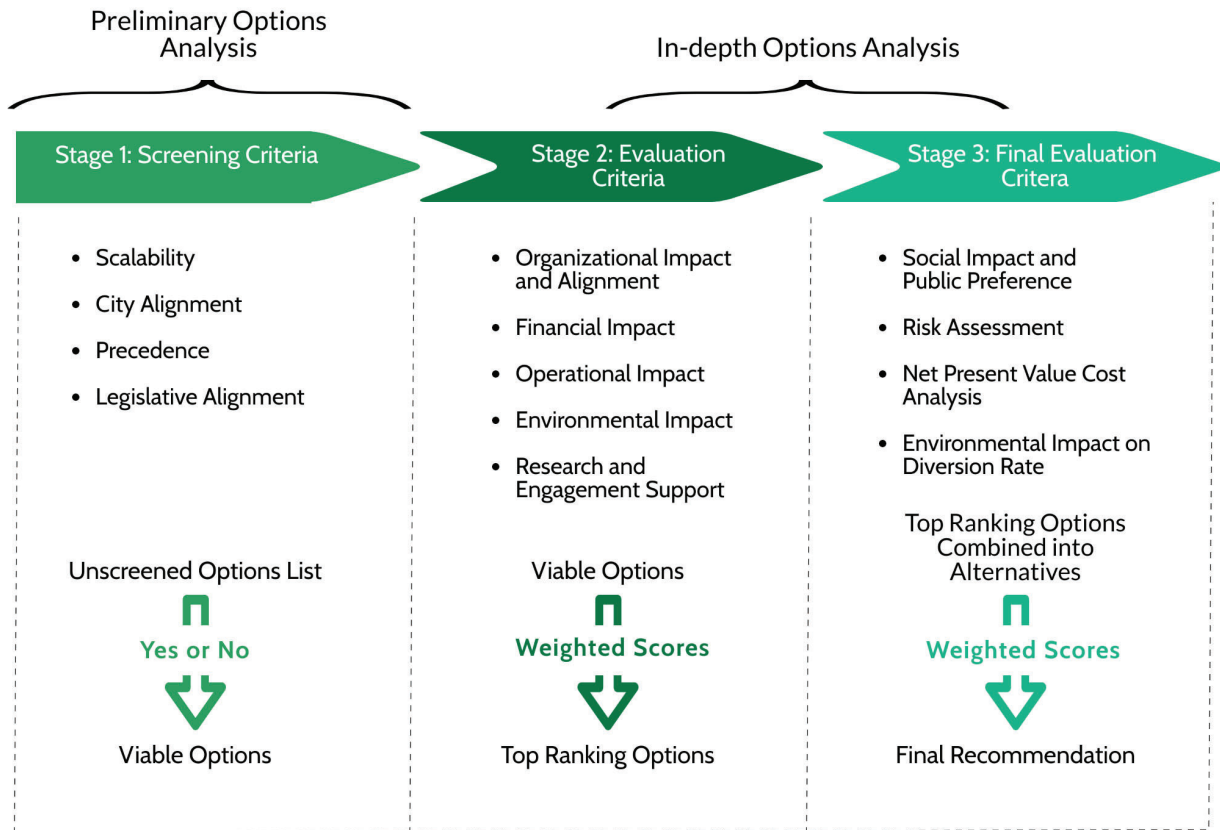 Preliminary Options
Analysis
In-depth Options Analysis
Stage 1: Screening Criteria
• Scalability
• City Alignment
• Precedence
• Legislative Alignment
Unscreened Options List
Yes or No
Viable Options
Stage 2: Evaluation
Criteria
• Organizational Impact
and Alignment
• Financial Impact
• Operational Impact
• Environmental Impact
• Research and
Engagement Support
Viable Options
Weighted Scores
Top Ranking Options
Stage 3: Final Evaluation
Critera
• Social Impact and
Public Preference
• Risk Assessment
• Net Present Value Cost
Analysis
• Environmental Impact on
Diversion Rate
Top Ranking Options
Combined into
Alternatives
Weighted Scores
Final Recommendation